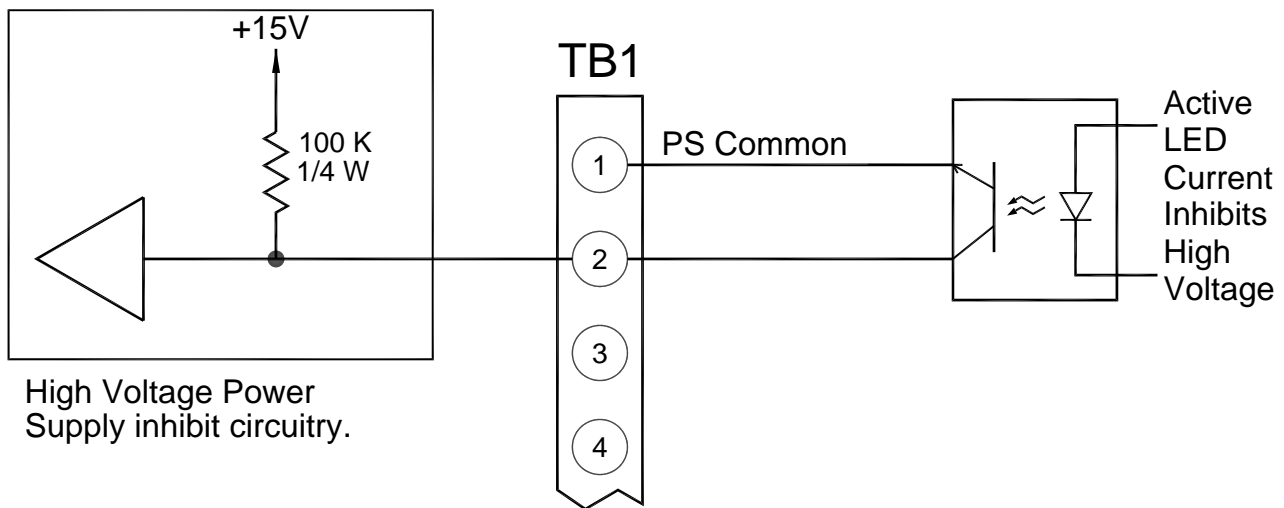 +15V
100 K
1/4 W
High Voltage Power
Supply inhibit circuitry.
TB1
1
2
3
4
PS Common
Active
LED
Current
Inhibits
High
Voltage